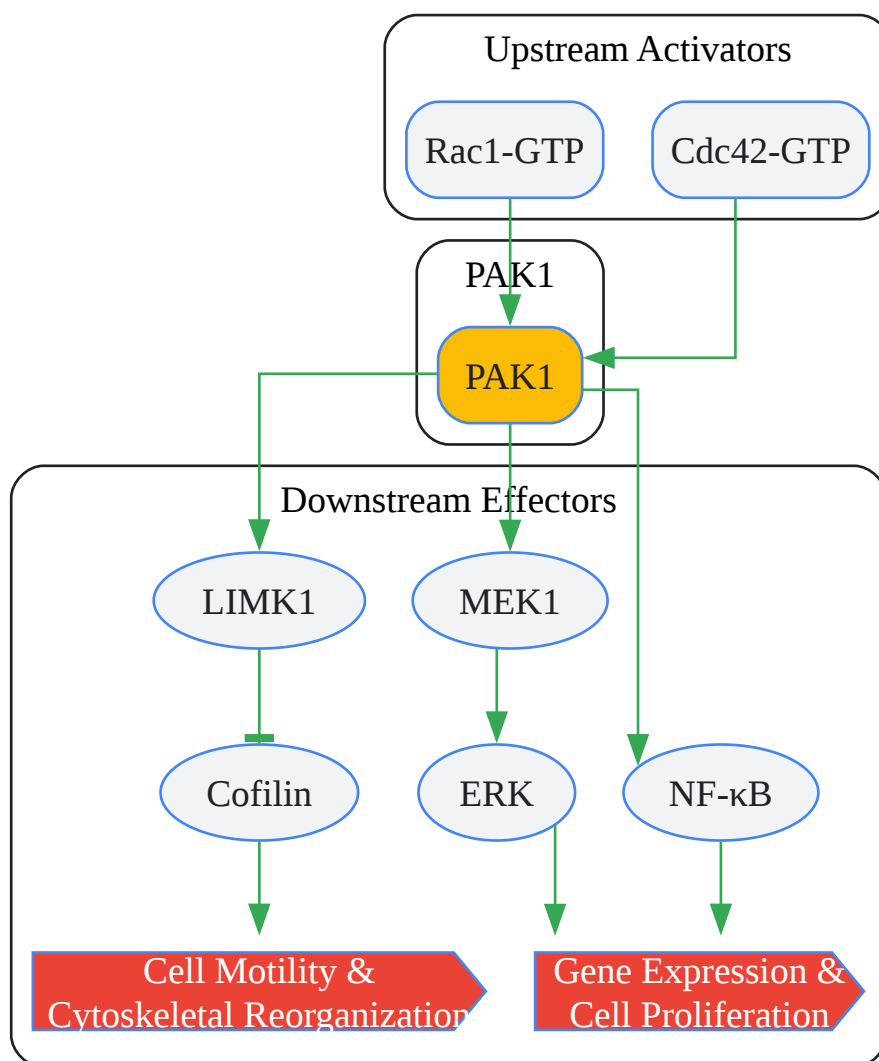 Upstream Activators
Rac1-GTP
Cdc42-GTP
PAK1
PAK1
Downstream Effectors
LIMK1
MEK1
Cofilin
ERK
NF-κB
Cell Motility &
Cytoskeletal Reorganization
Gene Expression &
Cell Proliferation